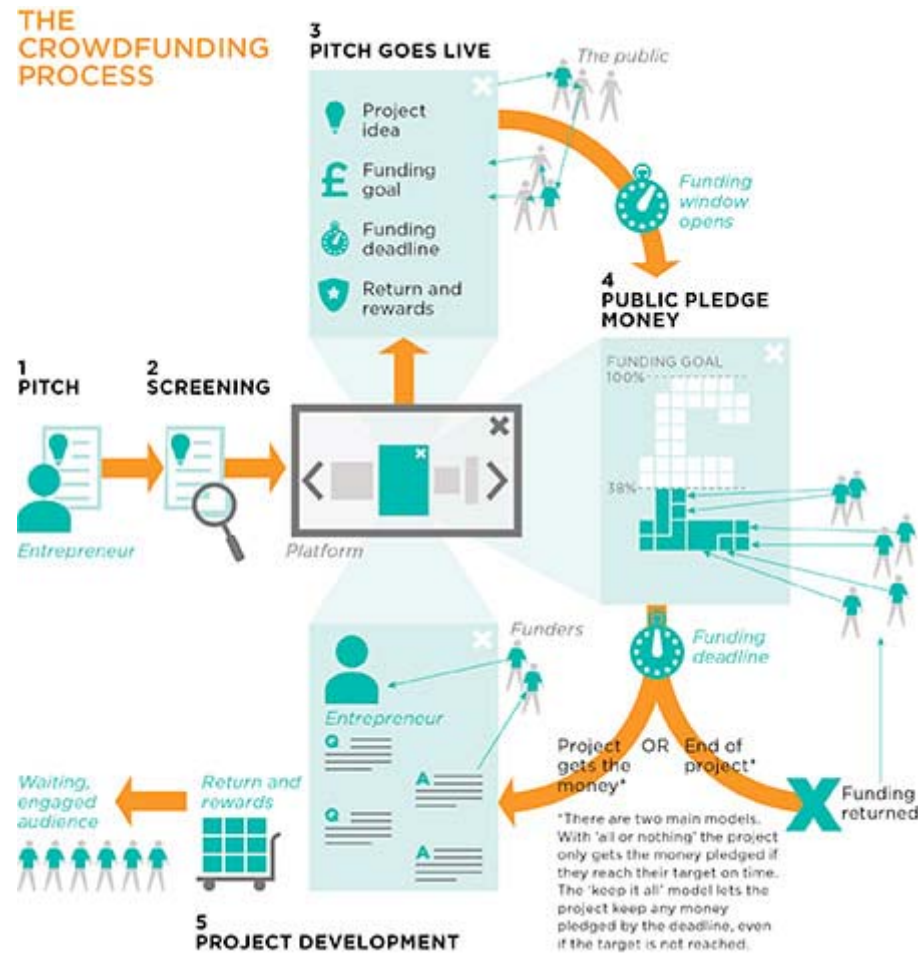 THE
CROWDFUNDING
PROCESS
3
PITCH GOES LIVE
The public
Project
idea
£
Funding
goal
Funding
deadline
Return and
rewards
Funding
window
opens
4
PUBLIC PLEDGE
MONEY
FUNDING GOAL
100%
38%
1
PITCH
2
SCREENING
Entrepreneur
Platform
Funders
Funding
deadline
Entrepreneur
Q
A
Q
A
Project
gets the
money*
OR
End of
project*
Funding
returned
Waiting,
engaged
audience
Return and
rewards
*There are two main models.
With 'all or nothing' the project
only gets the money pledged if
they reach their target on time.
The 'keep it all' model lets the
project keep any money
pledged by the deadline, even
if the target is not reached.
5
PROJECT DEVELOPMENT